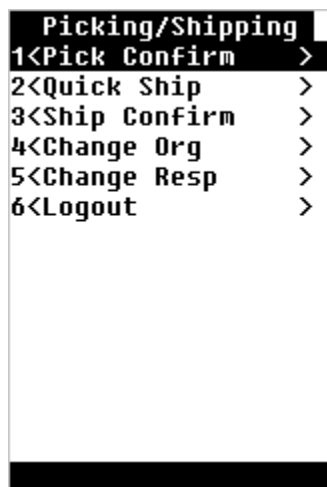 Picking/Shipping
1<Pick Confirm >
2<Quick Ship >
3<Ship Confirm >
4<Change Org >
5<Change Resp >
6<Logout >